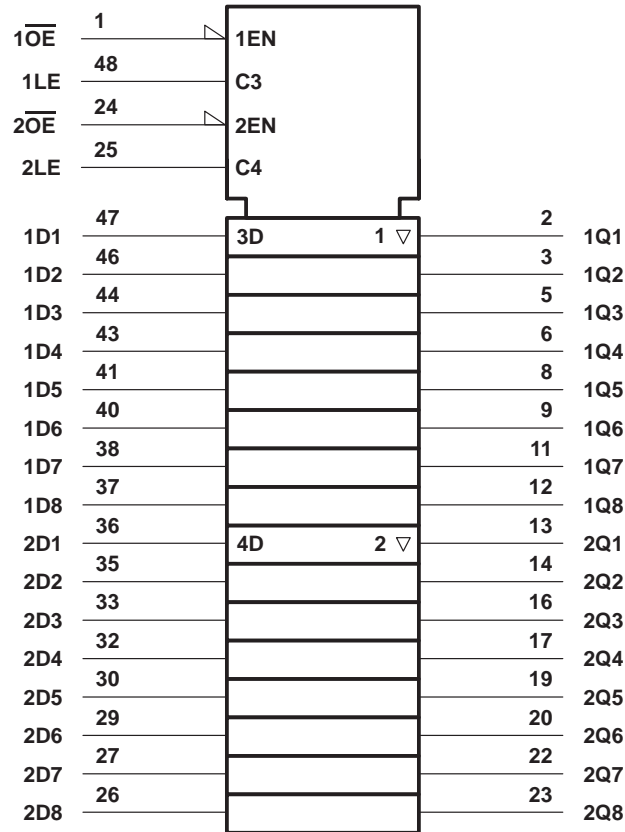 1O̅E̅ 1 1EN
1LE 48 C3
2O̅E̅ 24 2EN
2LE 25 C4
1D1 47 3D 1 ▽ 2 1Q1
1D2 46 3 1Q2
1D3 44 5 1Q3
1D4 43 6 1Q4
1D5 41 8 1Q5
1D6 40 9 1Q6
1D7 38 11 1Q7
1D8 37 12 1Q8
2D1 36 4D 2 ▽ 13 2Q1
2D2 35 14 2Q2
2D3 33 16 2Q3
2D4 32 17 2Q4
2D5 30 19 2Q5
2D6 29 20 2Q6
2D7 27 22 2Q7
2D8 26 23 2Q8